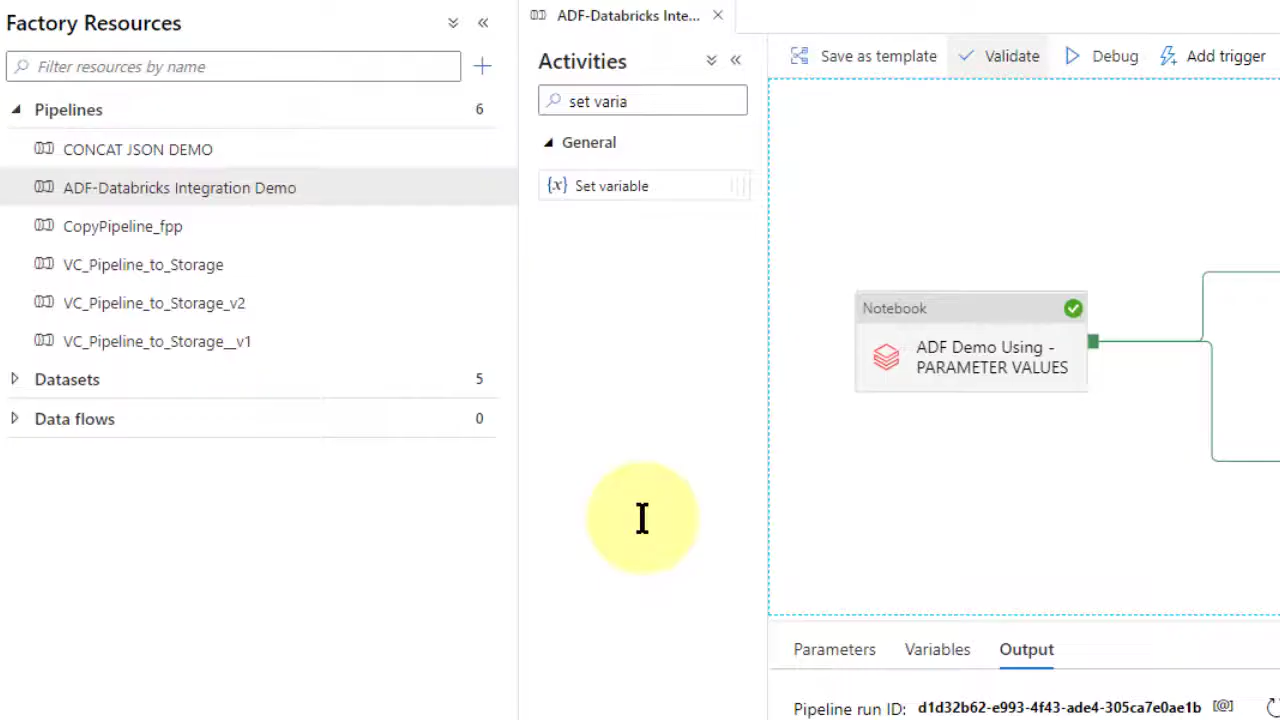 Factory Resources
Filter resources by name
Pipelines 6
CONCAT JSON DEMO
ADF-Databricks Integration Demo
CopyPipeline_fpp
VC_Pipeline_to_Storage
VC_Pipeline_to_Storage_v2
VC_Pipeline_to_Storage__v1
Datasets 5
Data flows 0
ADF-Databricks Inte...
Activities
set varia
General
{x} Set variable
Save as template Validate Debug Add trigger
Notebook
ADF Demo Using -
PARAMETER VALUES
Parameters Variables Output
Pipeline run ID: d1d32b62-e993-4f43-ade4-305ca7e0ae1b [@]